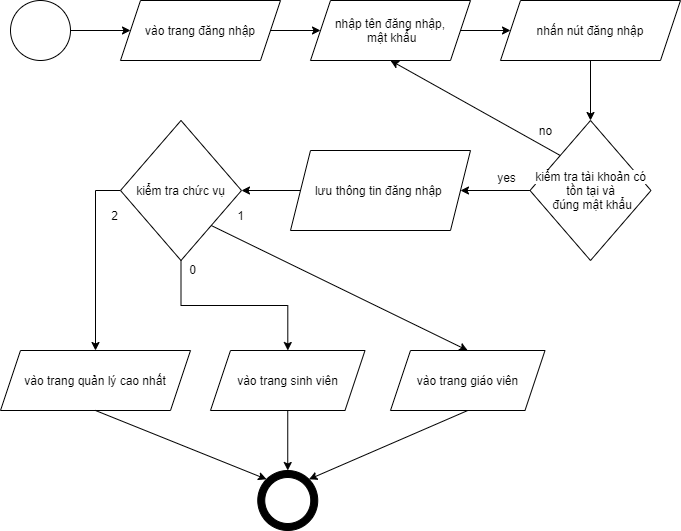 vào trang đăng nhập
nhập tên đăng nhập,
mật khẩu
nhấn nút đăng nhập
no
kiểm tra tài khoản có
tồn tại và
đúng mật khẩu
yes
lưu thông tin đăng nhập
kiểm tra chức vụ
2
1
0
vào trang quản lý cao nhất
vào trang sinh viên
vào trang giáo viên